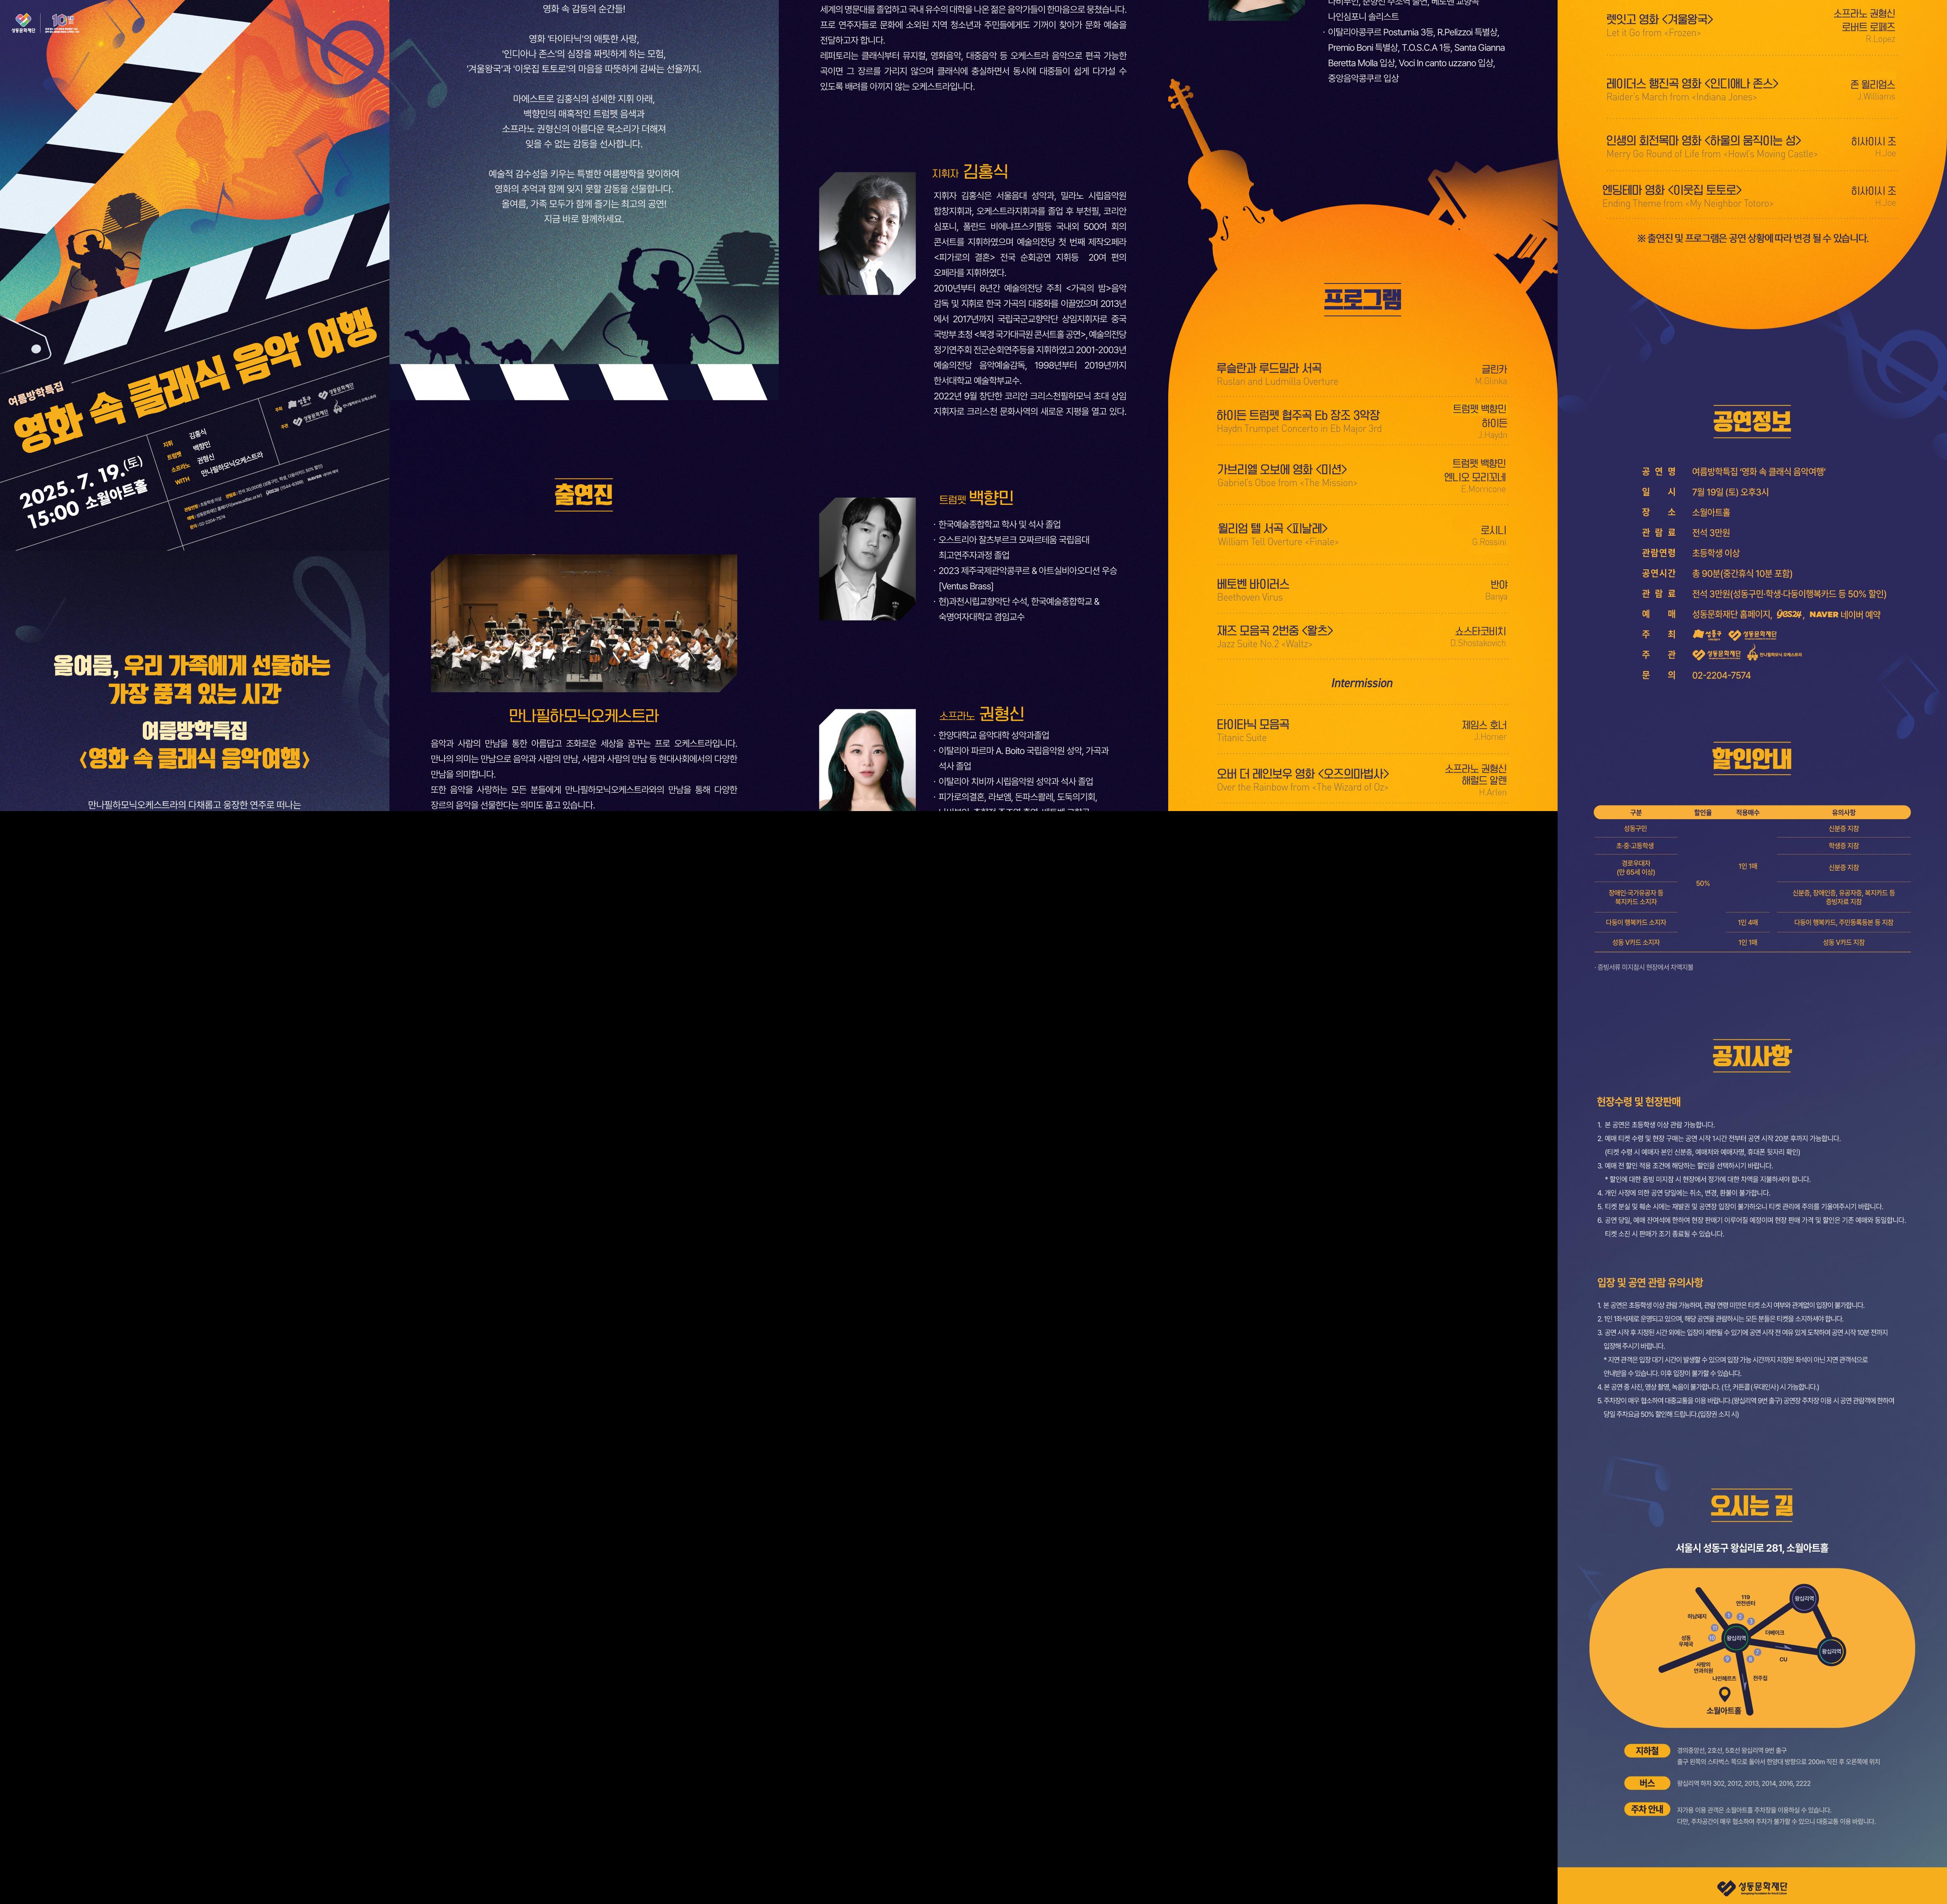 성동문화재단
여름방학특집
영화 속 클래식 음악 여행
2025. 7. 19.(토)
15:00 소월아트홀
지휘 김홍식
트럼펫 백향민
소프라노 권형신
WITH 만나필하모닉오케스트라
주최 성동구 성동문화재단
주관 성동문화재단 만나필하모닉 오케스트라
올여름, 우리 가족에게 선물하는
가장 품격 있는 시간
여름방학특집
<영화 속 클래식 음악여행>
만나필하모닉오케스트라의 다채롭고 웅장한 연주로 떠나는
영화 속 감동의 순간들!
영화 '타이타닉'의 애틋한 사랑,
'인디아나 존스'의 심장을 짜릿하게 하는 모험,
'겨울왕국'과 '이웃집 토토로'의 마음을 따뜻하게 감싸는 선율까지.
마에스트로 김홍식의 섬세한 지휘 아래,
백향민의 매혹적인 트럼펫 음색과
소프라노 권형신의 아름다운 목소리가 더해져
잊을 수 없는 감동을 선사합니다.
예술적 감수성을 키우는 특별한 여름방학을 맞이하여
영화의 추억과 함께 잊지 못할 감동을 선물합니다.
올여름, 가족 모두가 함께 즐기는 최고의 공연!
지금 바로 함께하세요.
출연진
만나필하모닉오케스트라
음악과 사람의 만남을 통한 아름답고 조화로운 세상을 꿈꾸는 프로 오케스트라입니다.
만나의 의미는 만남으로 음악과 사람의 만남, 사람과 사람의 만남 등 현대사회에서의 다양한
만남을 의미합니다.
또한 음악을 사랑하는 모든 분들에게 만나필하모닉오케스트라와의 만남을 통해 다양한
장르의 음악을 선물한다는 의미도 품고 있습니다.
세계의 명문대를 졸업하고 국내 유수의 대학을 나온 젊은 음악가들이 한마음으로 뭉쳤습니다.
프로 연주자들로 문화에 소외된 지역 청소년과 주민들에게도 기꺼이 찾아가 문화 예술을
전달하고자 합니다.
레퍼토리는 클래식부터 뮤지컬, 영화음악, 대중음악 등 오케스트라 음악으로 편곡 가능한
곡이면 그 장르를 가리지 않으며 클래식에 충실하면서 동시에 대중들이 쉽게 다가설 수
있도록 배려를 아끼지 않는 오케스트라입니다.
지휘자 김홍식
지휘자 김홍식은 서울음대 성악과, 밀라노 시립음악원
합창지휘과, 오케스트라지휘과를 졸업 후 부천필, 코리안
심포니, 폴란드 비에냐프스키필등 국내외 500여 회의
콘서트를 지휘하였으며 예술의전당 첫 번째 제작오페라
<피가로의 결혼> 전국 순회공연 지휘등 20여 편의
오페라를 지휘하였다.
2010년부터 8년간 예술의전당 주최 <가곡의 밤>음악
감독 및 지휘로 한국 가곡의 대중화를 이끌었으며 2013년
에서 2017년까지 국립국군교향악단 상임지휘자로 중국
국방부 초청 <북경 국가대극원 콘서트홀 공연>, 예술의전당
정기연주회 전군순회연주등을 지휘하였고 2001-2003년
예술의전당 음악예술감독, 1998년부터 2019년까지
한서대학교 예술학부교수.
2022년 9월 창단한 코리안 크리스천필하모닉 초대 상임
지휘자로 크리스천 문화사역의 새로운 지평을 열고 있다.
트럼펫 백향민
· 한국예술종합학교 학사 및 석사 졸업
· 오스트리아 잘츠부르크 모짜르테움 국립음대
최고연주자과정 졸업
· 2023 제주국제관악콩쿠르 & 아트실비아오디션 우승
[Ventus Brass]
· 현)과천시립교향악단 수석, 한국예술종합학교 &
숙명여자대학교 겸임교수
소프라노 권형신
· 한양대학교 음악대학 성악과졸업
· 이탈리아 파르마 A. Boito 국립음악원 성악, 가곡과
석사 졸업
· 이탈리아 치비까 시립음악원 성악과 석사 졸업
· 피가로의결혼, 라보엠, 돈파스콸레, 도둑의기회,
나인심포니 솔리스트
· 이탈리아콩쿠르 Postumia 3등, R.Pelizzoi 특별상,
Premio Boni 특별상, T.O.S.C.A 1등, Santa Gianna
Beretta Molla 입상, Voci In canto uzzano 입상,
중앙음악콩쿠르 입상
프로그램
루슬란과 루드밀라 서곡 글린카
Ruslan and Ludmilla Overture M.Glinka
하이든 트럼펫 협주곡 Eb 장조 3악장 트럼펫 백향민
하이든
Haydn Trumpet Concerto in Eb Major 3rd J.Haydn
가브리엘 오보에 영화 <미션> 트럼펫 백향민
엔니오 모리꼬네
Gabriel's Oboe from <The Mission> E.Morricone
윌리엄 텔 서곡 <피날레> 로시니
William Tell Overture <Finale> G.Rossini
베토벤 바이러스 반야
Beethoven Virus Banya
재즈 모음곡 2번중 <왈츠> 쇼스타코비치
Jazz Suite No.2 <Waltz> D.Shostakovich
Intermission
타이타닉 모음곡 제임스 호너
Titanic Suite J.Horrier
오버 더 레인보우 영화 <오즈의마법사> 소프라노 권형신
해럴드 알렌
Over the Rainbow from <The Wizard of Oz> H.Arlen
렛잇고 영화 <겨울왕국> 소프라노 권형신
로버트 로페즈
Let it Go from <Frozen> R.Lopez
레이더스 행진곡 영화 <인디애나 존스> 존 윌리엄스
Raider's March from <Indiana Jones> J.Williams
인생의 회전목마 영화 <하울의 움직이는 성> 히사이시 조
Merry Go Round of Life from <Howl's Moving Castle> H.Joe
엔딩테마 영화 <이웃집 토토로> 히사이시 조
Ending Theme from <My Neighbor Totoro> H.Joe
※ 출연진 및 프로그램은 공연 상황에 따라 변경 될 수 있습니다.
공연정보
공 연 명 여름방학특집 '영화 속 클래식 음악여행'
일 시 7월 19일 (토) 오후3시
장 소 소월아트홀
관 람 료 전석 3만원
관람연령 초등학생 이상
공연시간 총 90분(중간휴식 10분 포함)
관 람 료 전석 3만원(성동구민·학생·다둥이행복카드 등 50% 할인)
예 매 성동문화재단 홈페이지, yes24, NAVER 네이버 예약
주 최 성동구 성동문화재단
주 관 성동문화재단 만나필하모닉 오케스트라
문 의 02-2204-7574
할인안내
구분 할인율 적용매수 유의사항
성동구민 신분증 지참
초·중·고등학생 학생증 지참
경로우대자
(만 65세 이상) 1인 1매 신분증 지참
50%
장애인·국가유공자 등
복지카드 소지자 신분증, 장애인증, 유공자증, 복지카드 등
증빙자료 지참
다둥이 행복카드 소지자 1인 4매 다둥이 행복카드, 주민등록등본 등 지참
성동 V카드 소지자 1인 1매 성동 V카드 지참
· 증빙서류 미지참시 현장에서 차액지불
공지사항
현장수령 및 현장판매
1. 본 공연은 초등학생 이상 관람 가능합니다.
2. 예매 티켓 수령 및 현장 구매는 공연 시작 1시간 전부터 공연 시작 20분 후까지 가능합니다.
(티켓 수령 시 예매자 본인 신분증, 예매처와 예매자명, 휴대폰 뒷자리 확인)
3. 예매 전 할인 적용 조건에 해당하는 할인을 선택하시기 바랍니다.
* 할인에 대한 증빙 미지참 시 현장에서 정가에 대한 차액을 지불하셔야 합니다.
4. 개인 사정에 의한 공연 당일에는 취소, 변경, 환불이 불가합니다.
5. 티켓 분실 및 훼손 시에는 재발권 및 공연장 입장이 불가하오니 티켓 관리에 주의를 기울여주시기 바랍니다.
6. 공연 당일, 예매 잔여석에 한하여 현장 판매기 이루어질 예정이며 현장 판매 가격 및 할인은 기존 예매와 동일합니다.
티켓 소진 시 판매가 조기 종료될 수 있습니다.
입장 및 공연 관람 유의사항
1. 본 공연은 초등학생 이상 관람 가능하며, 관람 연령 미만은 티켓 소지 여부와 관계없이 입장이 불가합니다.
2. 1인 1좌석제로 운영되고 있으며, 해당 공연을 관람하시는 모든 분들은 티켓을 소지하셔야 합니다.
3. 공연 시작 후 지정된 시간 외에는 입장이 제한될 수 있기에 공연 시작 전 여유 있게 도착하여 공연 시작 10분 전까지
입장해 주시기 바랍니다.
* 지연 관객은 입장 대기 시간이 발생할 수 있으며 입장 가능 시간까지 지정된 좌석이 아닌 지연 관객석으로
안내받을 수 있습니다. 이후 입장이 불가할 수 있습니다.
4. 본 공연 중 사진, 영상 촬영, 녹음이 불가합니다. (단, 커튼콜(무대인사) 시 가능합니다.)
5. 주차장이 매우 협소하여 대중교통을 이용 바랍니다.(왕십리역 9번 출구) 공연장 주차장 이용 시 공연 관람객에 한하여
당일 주차요금 50% 할인해 드립니다.(입장권 소지 시)
오시는 길
서울시 성동구 왕십리로 281, 소월아트홀
119
안전센터
왕십리역
하남돼지
더베이크
성동
우체국
왕십리역
왕십리역
CU
사랑의
안과의원
나인해르츠
전주집
소월아트홀
지하철 경의중앙선, 2호선, 5호선 왕십리역 9번 출구
출구 왼쪽의 스타벅스 쪽으로 돌아서 한양대 방향으로 200m 직진 후 오른쪽에 위치
버스 왕십리역 하차 302, 2012, 2013, 2014, 2016, 2222
주차 안내 자가용 이용 관객은 소월아트홀 주차장을 이용하실 수 있습니다.
다만, 주차공간이 매우 협소하여 주차가 불가할 수 있으니 대중교통 이용 바랍니다.
성동문화재단